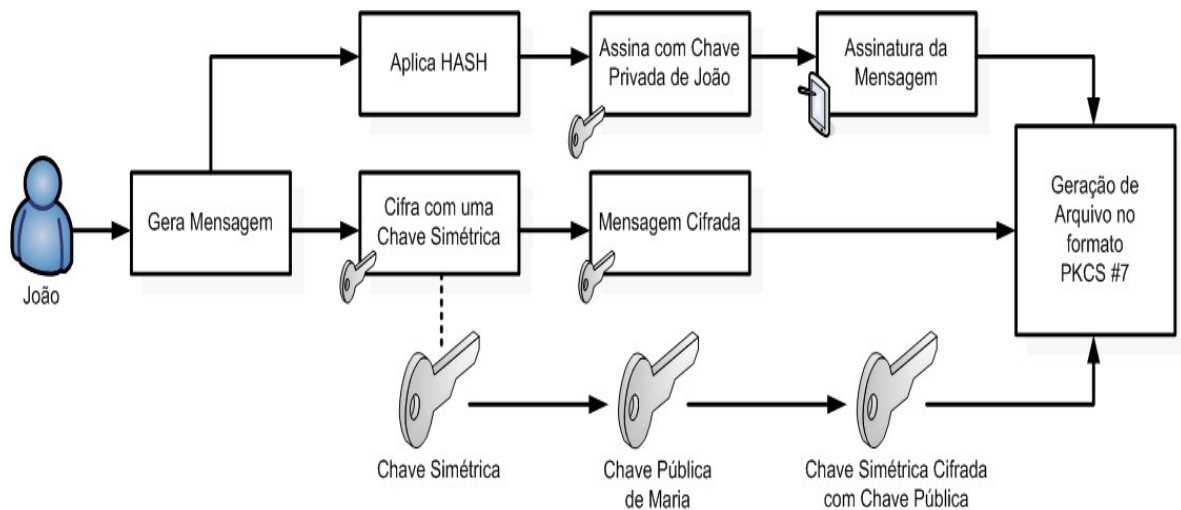 Aplica HASH
Assina com Chave
Privada de João
Assinatura da
Mensagem
João
Gera Mensagem
Cifra com uma
Chave Simétrica
Mensagem Cifrada
Geração de
Arquivo no
formato
PKCS #7
Chave Simétrica
Chave Pública
de Maria
Chave Simétrica Cifrada
com Chave Pública